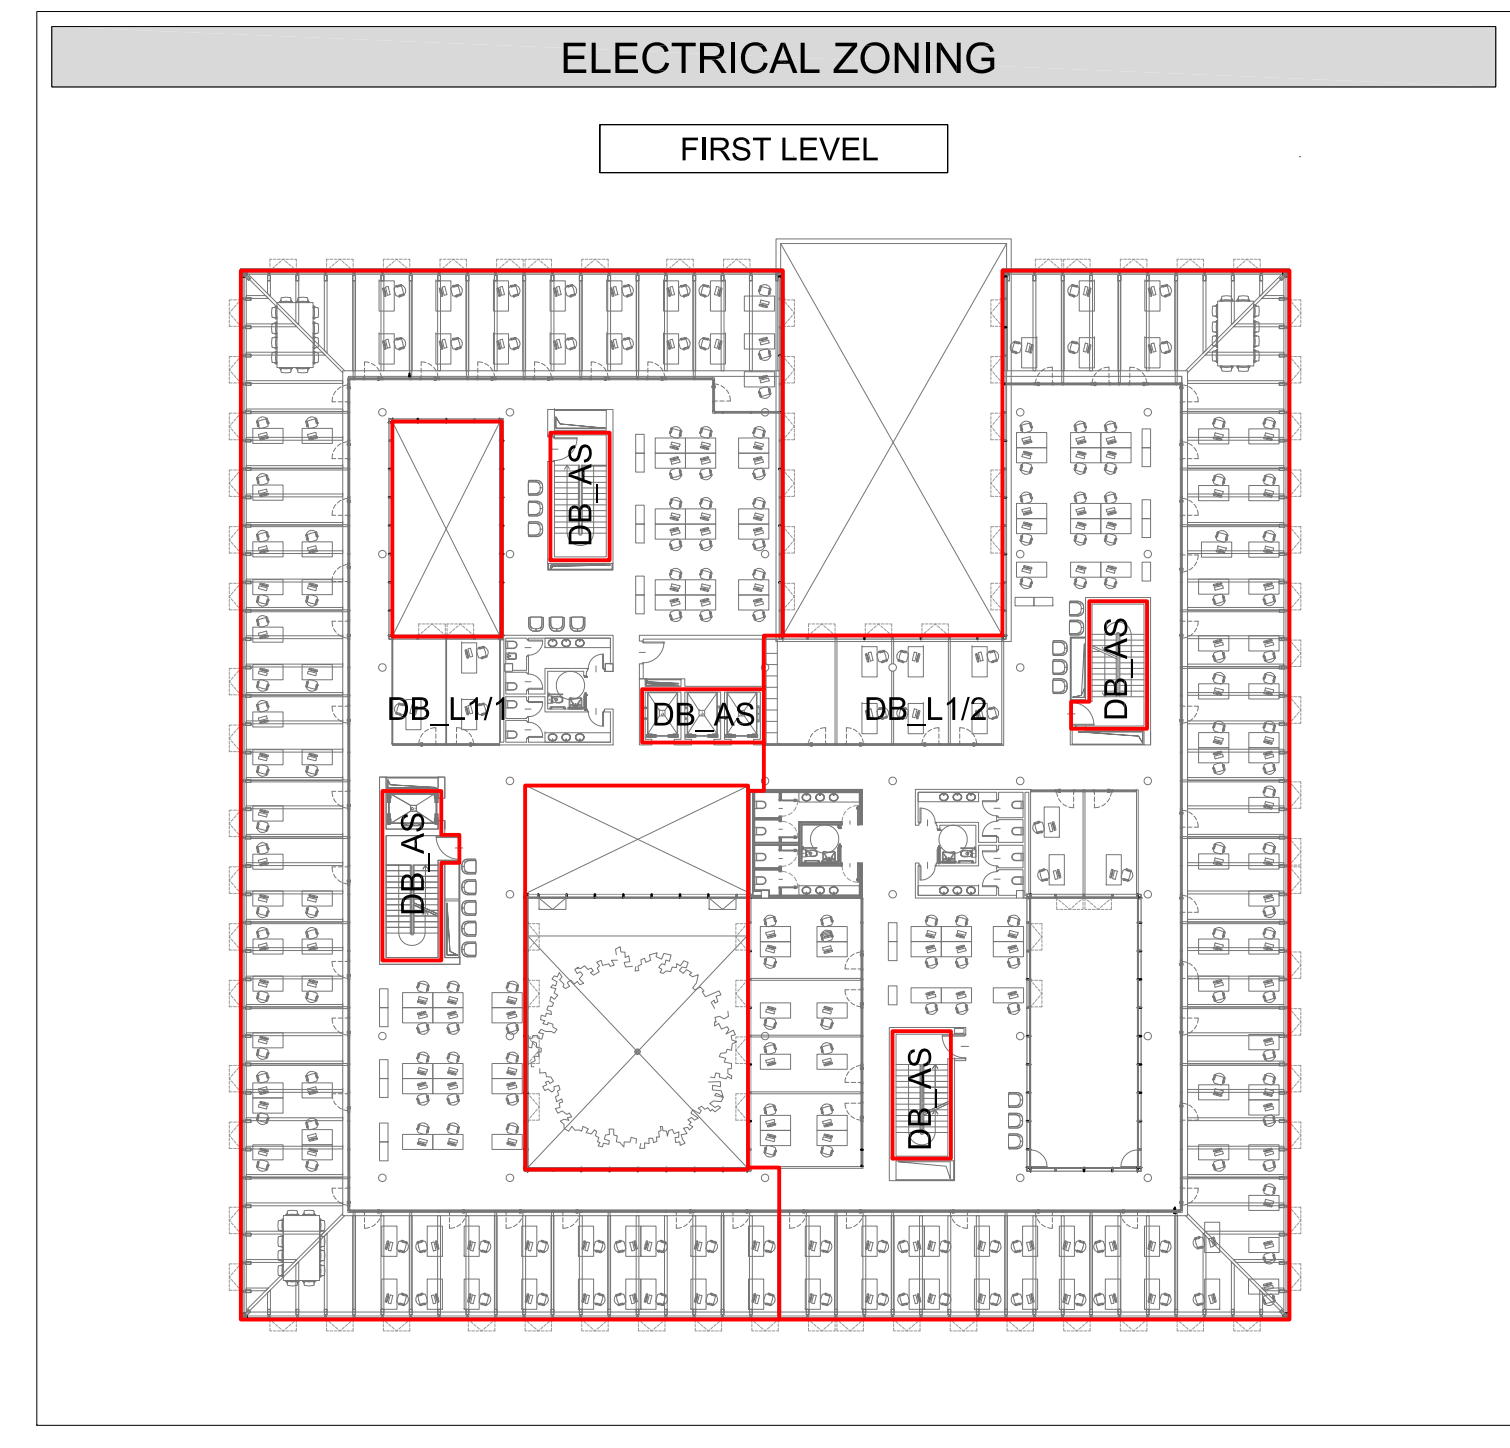 ELECTRICAL ZONING
FIRST LEVEL
DB_AS
DB_AS
DB_L1/1
DB_AS
DB_L1/2
DB_AS
DB_AS